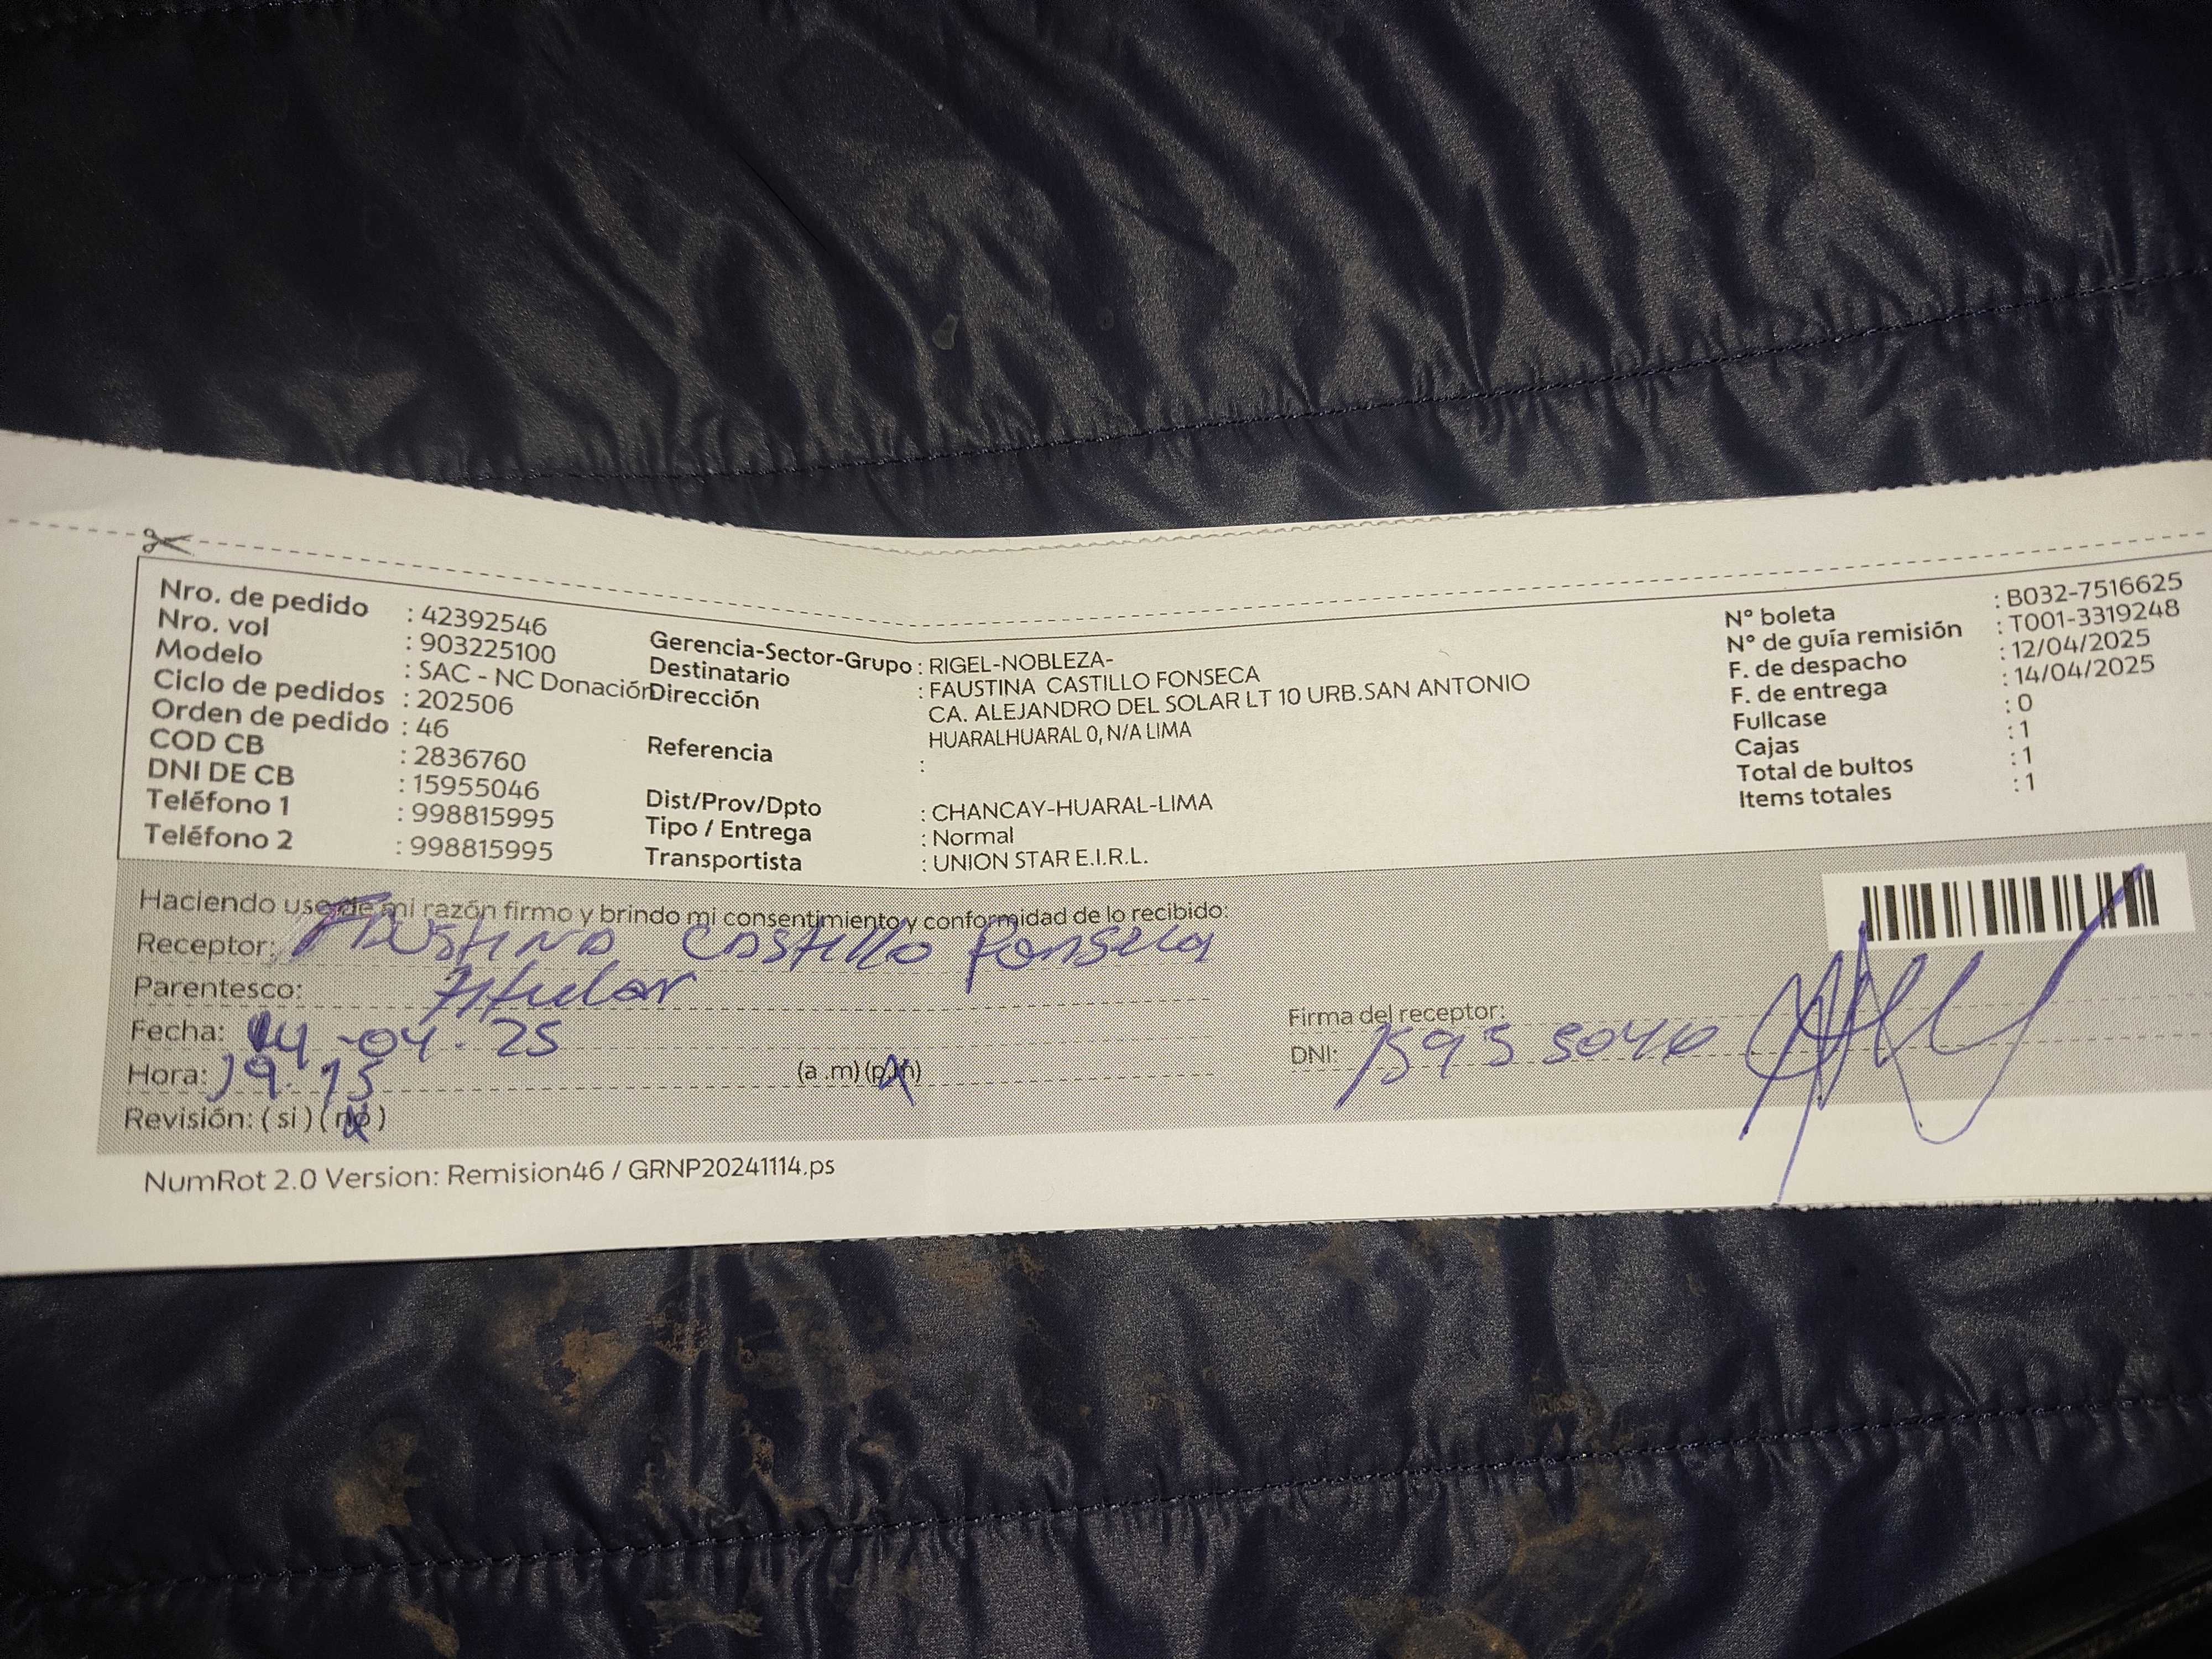 Nro. de pedido : 42392546
Nro. vol : 903225100
Modelo : SAC - NC Donación
Ciclo de pedidos : 202506
Orden de pedido : 46
COD CB : 2836760
DNI DE CB : 15955046
Teléfono 1 : 998815995
Teléfono 2 : 998815995
Gerencia-Sector-Grupo : RIGEL-NOBLEZA-
Destinatario : FAUSTINA CASTILLO FONSECA
Dirección : CA. ALEJANDRO DEL SOLAR LT 10 URB.SAN ANTONIO
HUARALHUARAL 0, N/A LIMA
Referencia :
Dist/Prov/Dpto : CHANCAY-HUARAL-LIMA
Tipo / Entrega : Normal
Transportista : UNION STAR E.I.R.L.
N° boleta : B032-7516625
N° de guía remisión : T001-3319248
F. de despacho : 12/04/2025
F. de entrega : 14/04/2025
Fullcase : 0
Cajas : 1
Total de bultos : 1
Items totales : 1
Haciendo uso de mi razón firmo y brindo mi consentimiento y conformidad de lo recibido:
Receptor: Faustina Castillo Fonseca
Parentesco: Titular
Fecha: 14-04-25
Hora: 19:15 (a .m) (p.m)
Revisión: ( si ) ( no )
Firma del receptor:
DNI: 15955046
NumRot 2.0 Version: Remision46 / GRNP20241114.ps